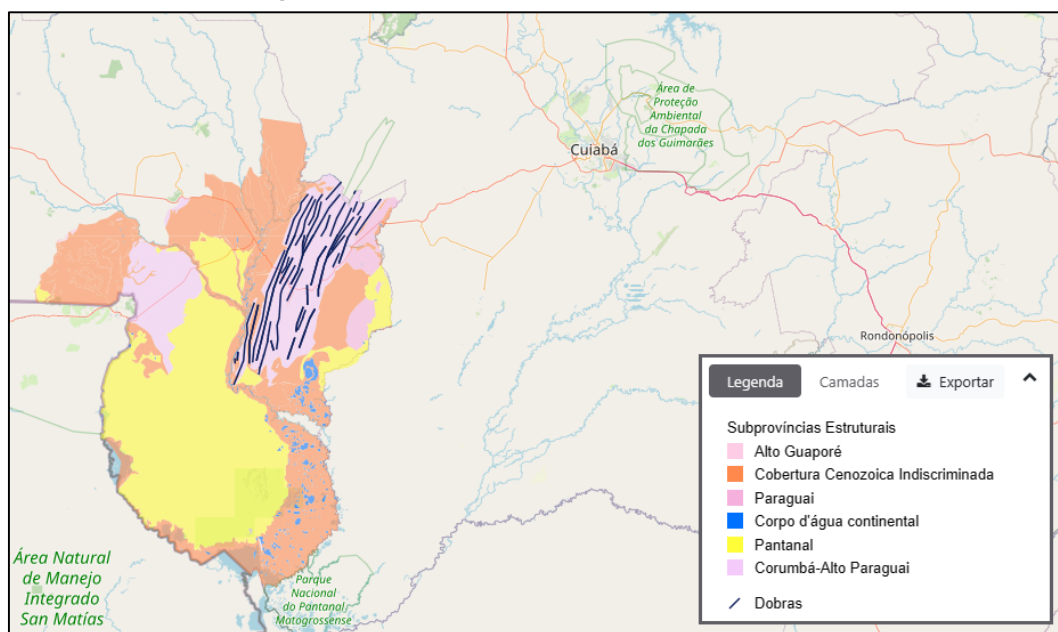 Área de
Proteção
Ambiental
da Chapada
dos Guimarães
Cuiabá
Rondonópolis
Área Natural
de Manejo
Integrado
San Matías
Parque
Nacional
do Pantanal
Matogrossense
Legenda
Camadas
Exportar
Subprovíncias Estruturais
Alto Guaporé
Cobertura Cenozoica Indiscriminada
Paraguai
Corpo d'água continental
Pantanal
Corumbá-Alto Paraguai
Dobras